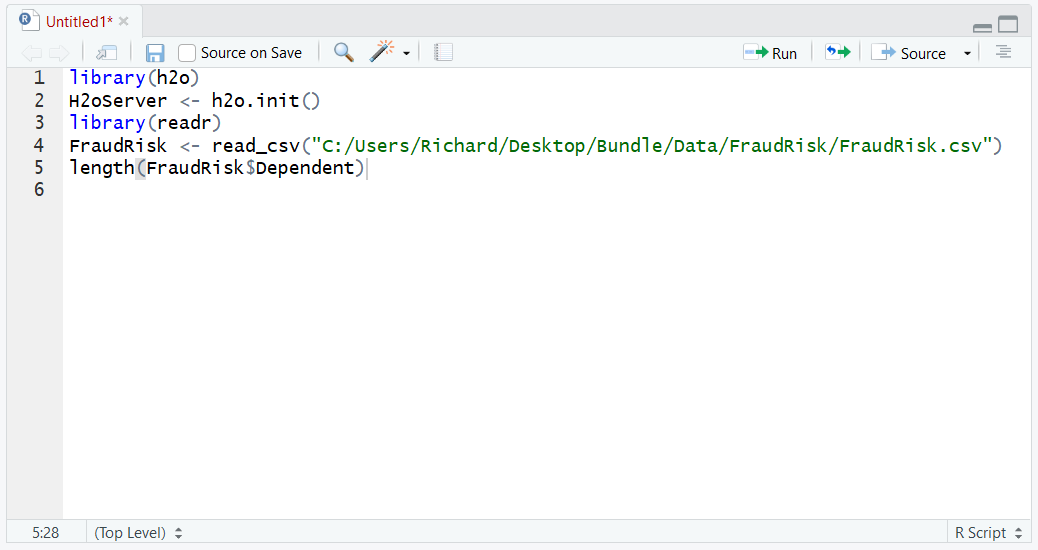 Untitled1*
Source on Save
Run
Source
1 library(h2o)
2 H2oServer <- h2o.init()
3 library(readr)
4 FraudRisk <- read_csv("C:/Users/Richard/Desktop/Bundle/Data/FraudRisk/FraudRisk.csv")
5 length(FraudRisk$Dependent)
6
5:28 (Top Level) R Script